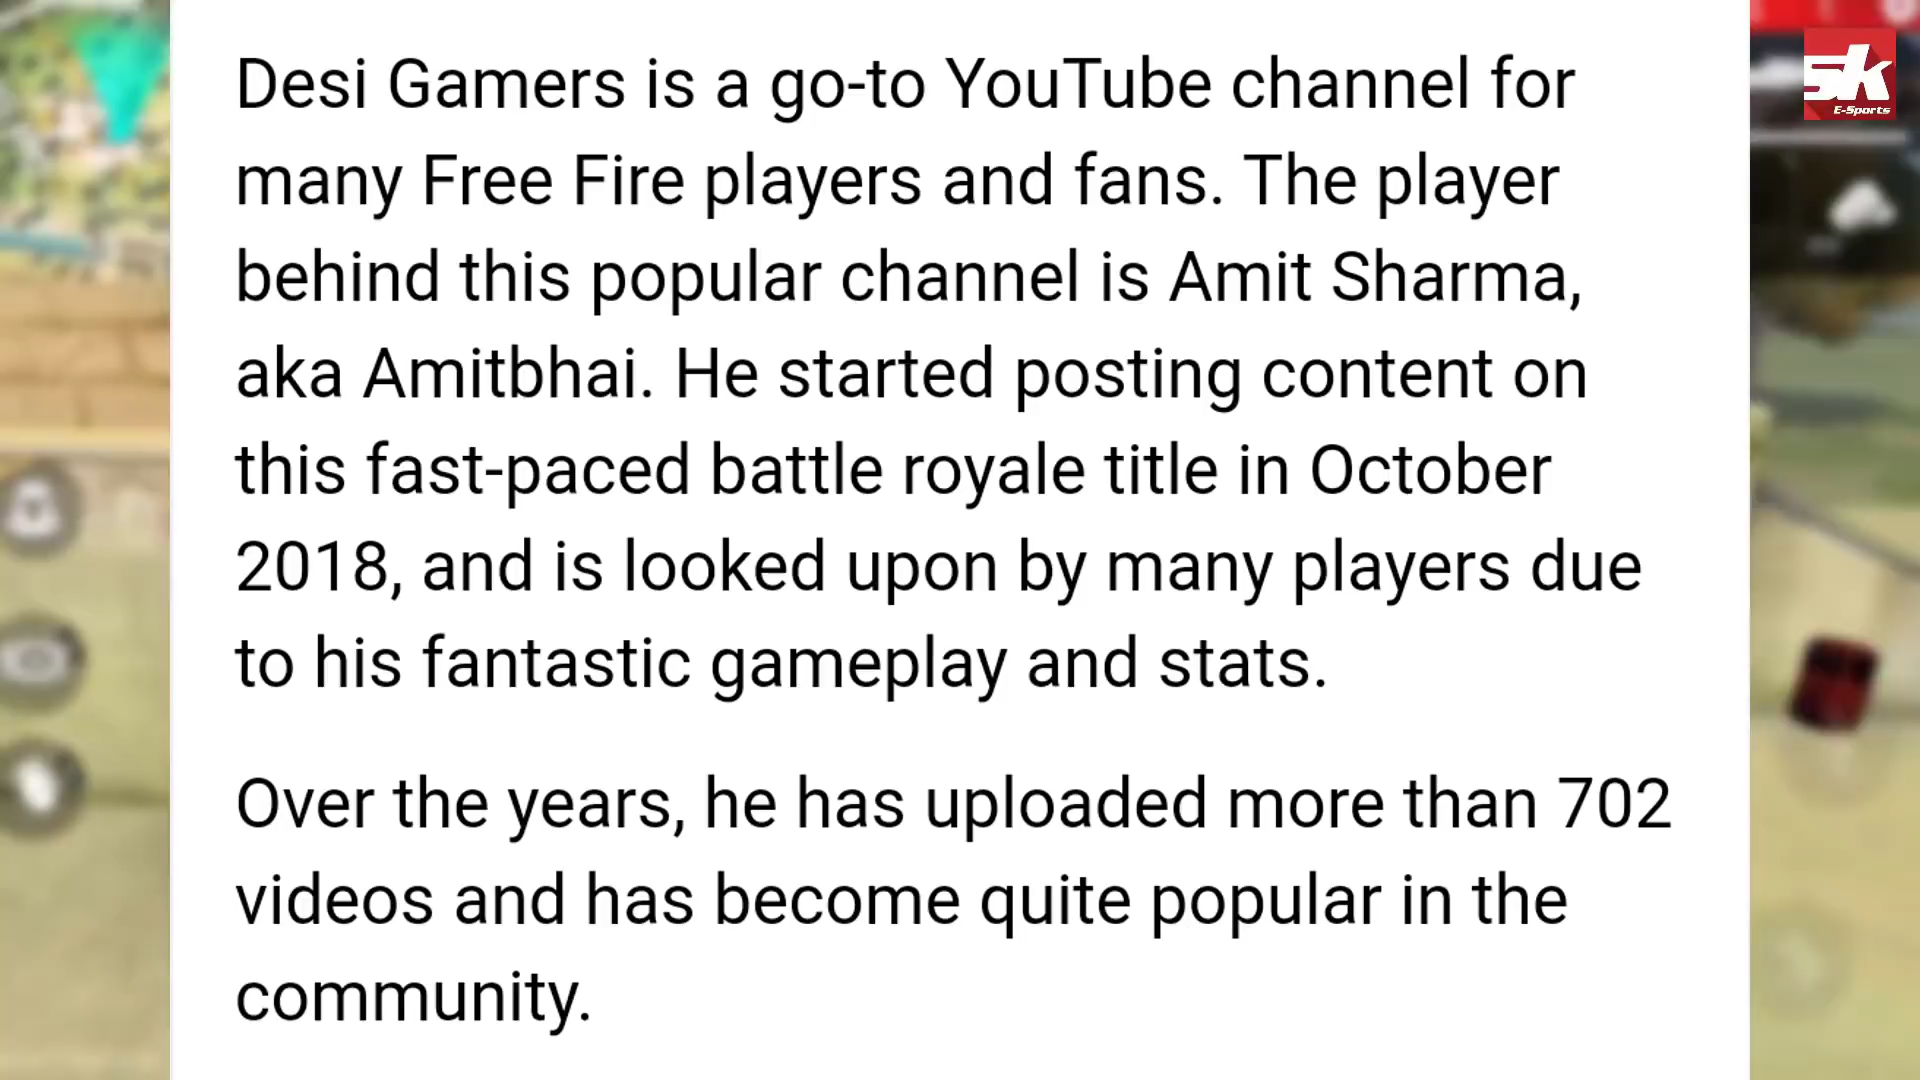 Desi Gamers is a go-to YouTube channel for
many Free Fire players and fans. The player
behind this popular channel is Amit Sharma,
aka Amitbhai. He started posting content on
this fast-paced battle royale title in October
2018, and is looked upon by many players due
to his fantastic gameplay and stats.
Over the years, he has uploaded more than 702
videos and has become quite popular in the
community.
SK
E-Sports